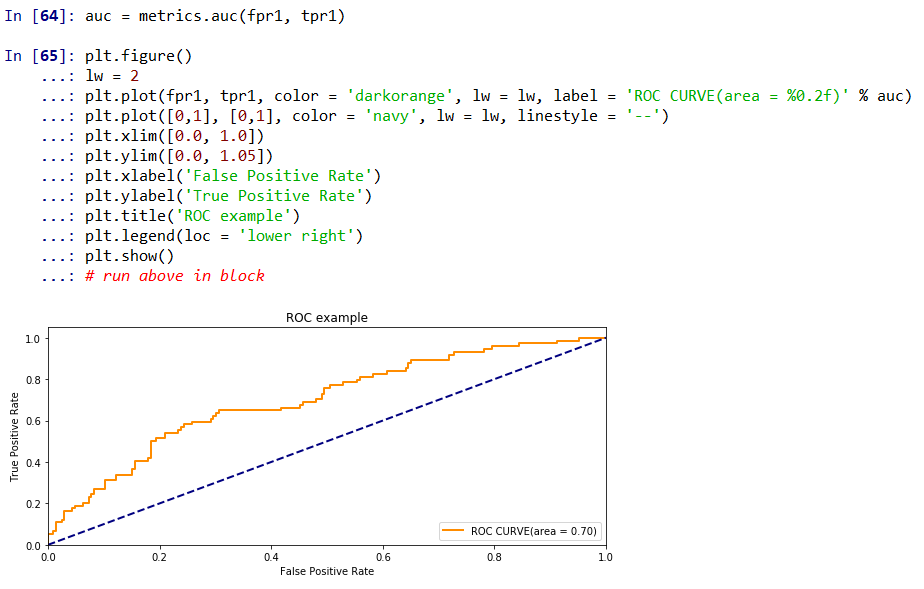 In [64]: auc = metrics.auc(fpr1, tpr1)
In [65]: plt.figure()
...: lw = 2
...: plt.plot(fpr1, tpr1, color = 'darkorange', lw = lw, label = 'ROC CURVE(area = %0.2f)' % auc)
...: plt.plot([0,1], [0,1], color = 'navy', lw = lw, linestyle = '--')
...: plt.xlim([0.0, 1.0])
...: plt.ylim([0.0, 1.05])
...: plt.xlabel('False Positive Rate')
...: plt.ylabel('True Positive Rate')
...: plt.title('ROC example')
...: plt.legend(loc = 'lower right')
...: plt.show()
...: # run above in block
ROC example
True Positive Rate
1.0
0.8
0.6
0.4
0.2
0.0
ROC CURVE(area = 0.70)
0.0 0.2 0.4 0.6 0.8 1.0
False Positive Rate